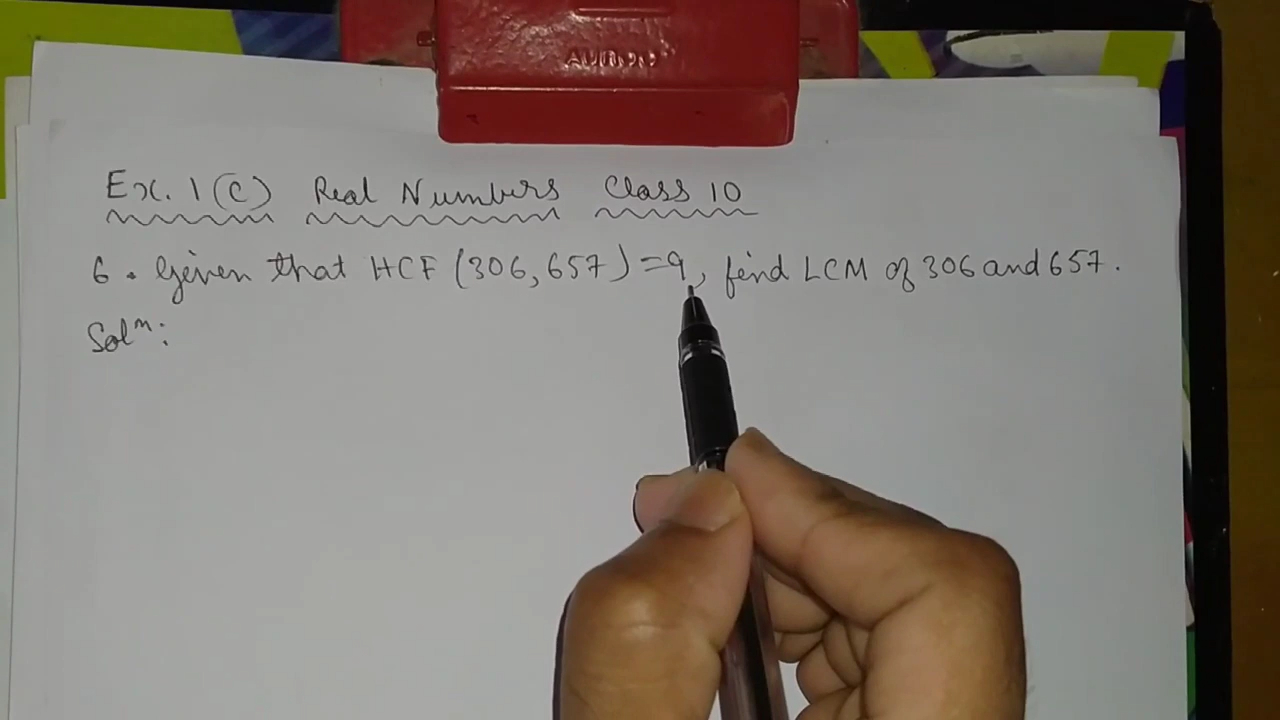 Ex. 1(C) Real Numbers Class 10
6. Given that HCF (306, 657) = 9, find LCM of 306 and 657.
Solⁿ: